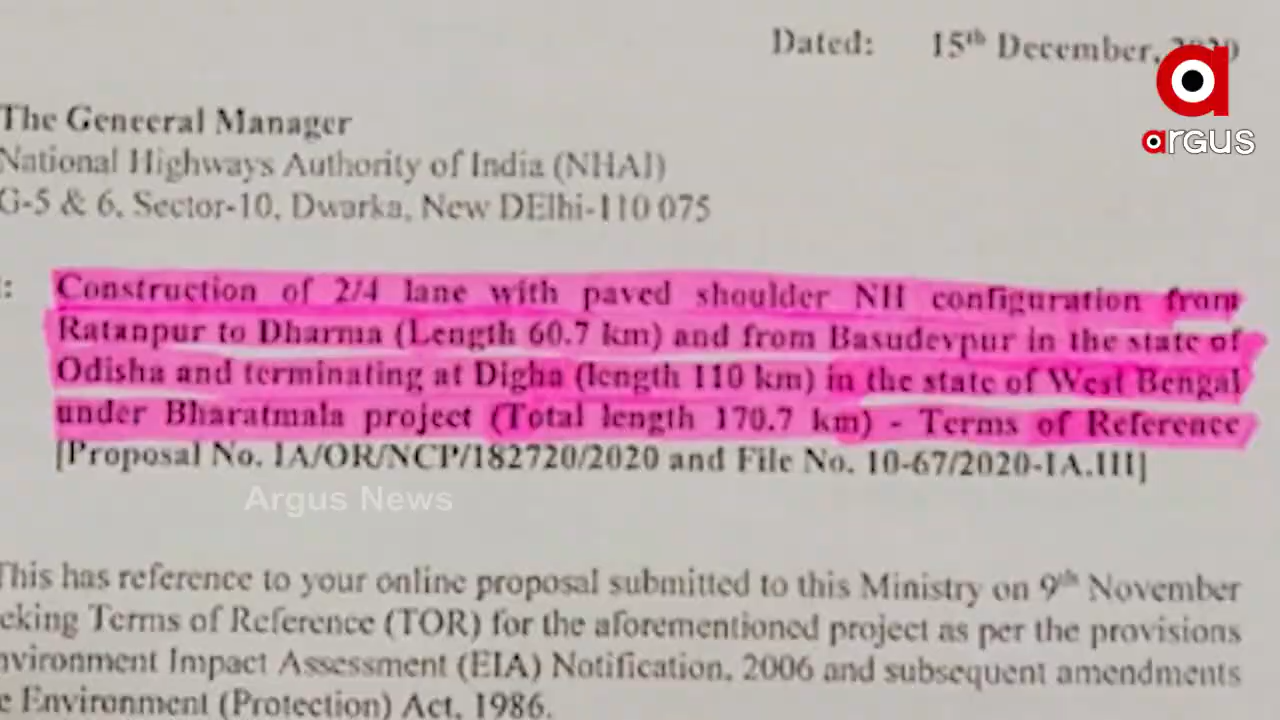 Dated: 15th December, 2020
argus
The Geneeral Manager
National Highways Authority of India (NHAI)
G-5 & 6, Sector-10, Dwarka, New DElhi-110 075
Construction of 2/4 lane with paved shoulder NH configuration from
Ratanpur to Dharma (Length 60.7 km) and from Basudevpur in the state of
Odisha and terminating at Digha (length 110 km) in the state of West Bengal
under Bharatmala project (Total length 170.7 km) - Terms of Reference
[Proposal No. IA/OR/NCP/182720/2020 and File No. 10-67/2020-IA.III]
Argus News
This has reference to your online proposal submitted to this Ministry on 9th November
eking Terms of Reference (TOR) for the aforementioned project as per the provisions
nvironment Impact Assessment (EIA) Notification, 2006 and subsequent amendments
e Environment (Protection) Act, 1986.